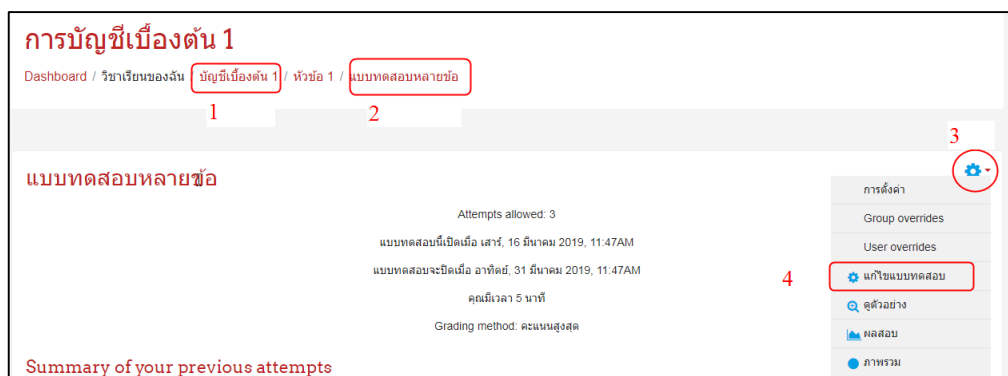 การบัญชีเบื้องต้น 1
Dashboard / วิชาเรียนของฉัน / บัญชีเบื้องต้น 1 / หัวข้อ 1 / แบบทดสอบหลายข้อ
1 2
3
แบบทดสอบหลายข้อ
การตั้งค่า
Attempts allowed: 3
Group overrides
แบบทดสอบนี้เปิดเมื่อ เสาร์, 16 มีนาคม 2019, 11:47AM
User overrides
แบบทดสอบจะปิดเมื่อ อาทิตย์, 31 มีนาคม 2019, 11:47AM
4 แก้ไขแบบทดสอบ
คุณมีเวลา 5 นาที
ดูตัวอย่าง
Grading method: คะแนนสูงสุด
ผลสอบ
Summary of your previous attempts
ภาพรวม